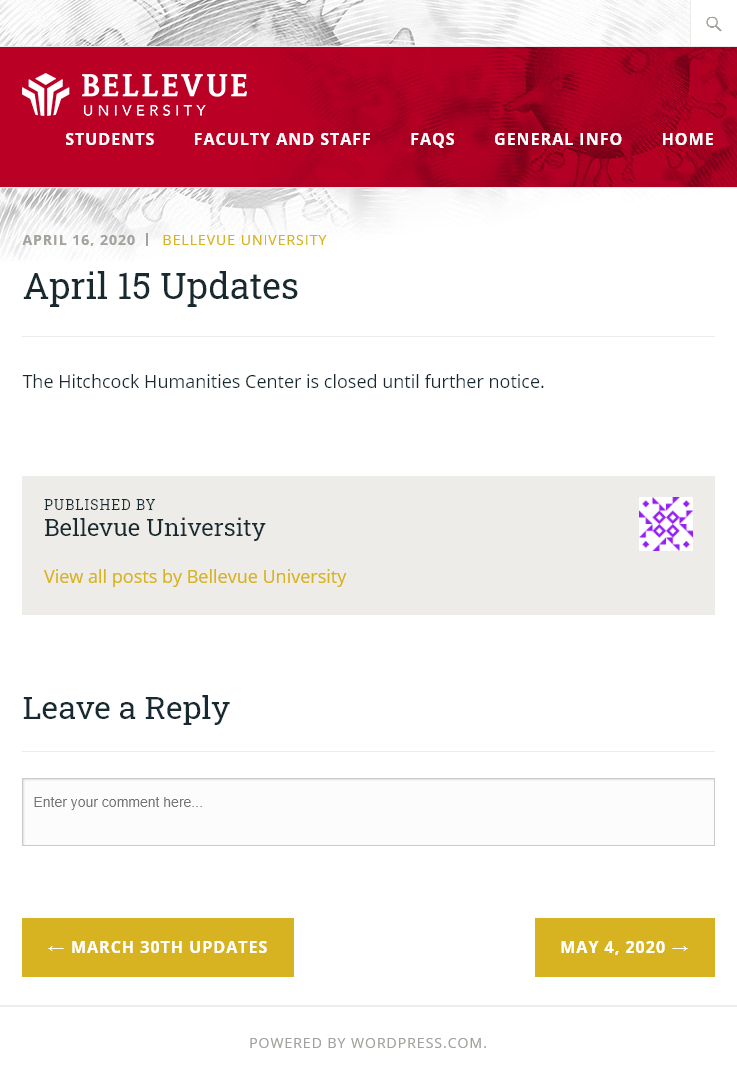 BELLEVUE
UNIVERSITY
STUDENTS FACULTY AND STAFF FAQS GENERAL INFO HOME
APRIL 16, 2020 | BELLEVUE UNIVERSITY
April 15 Updates
The Hitchcock Humanities Center is closed until further notice.
PUBLISHED BY
Bellevue University
View all posts by Bellevue University
Leave a Reply
Enter your comment here...
← MARCH 30TH UPDATES MAY 4, 2020 →
POWERED BY WORDPRESS.COM.